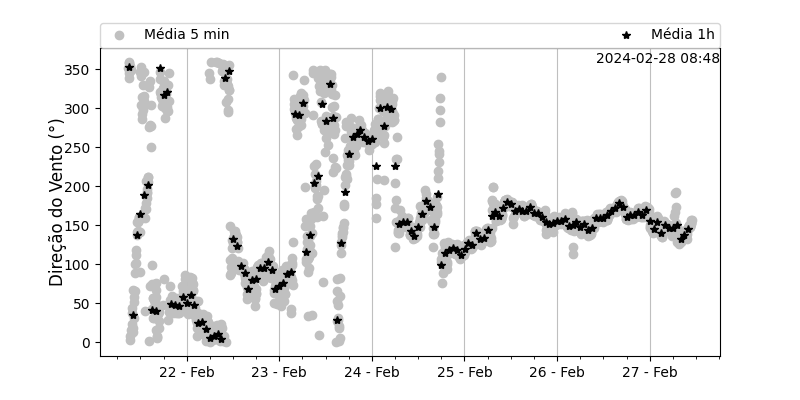 Média 5 min
Média 1h
2024-02-28 08:48
Direção do Vento (°)
350
300
250
200
150
100
50
0
22 - Feb
23 - Feb
24 - Feb
25 - Feb
26 - Feb
27 - Feb